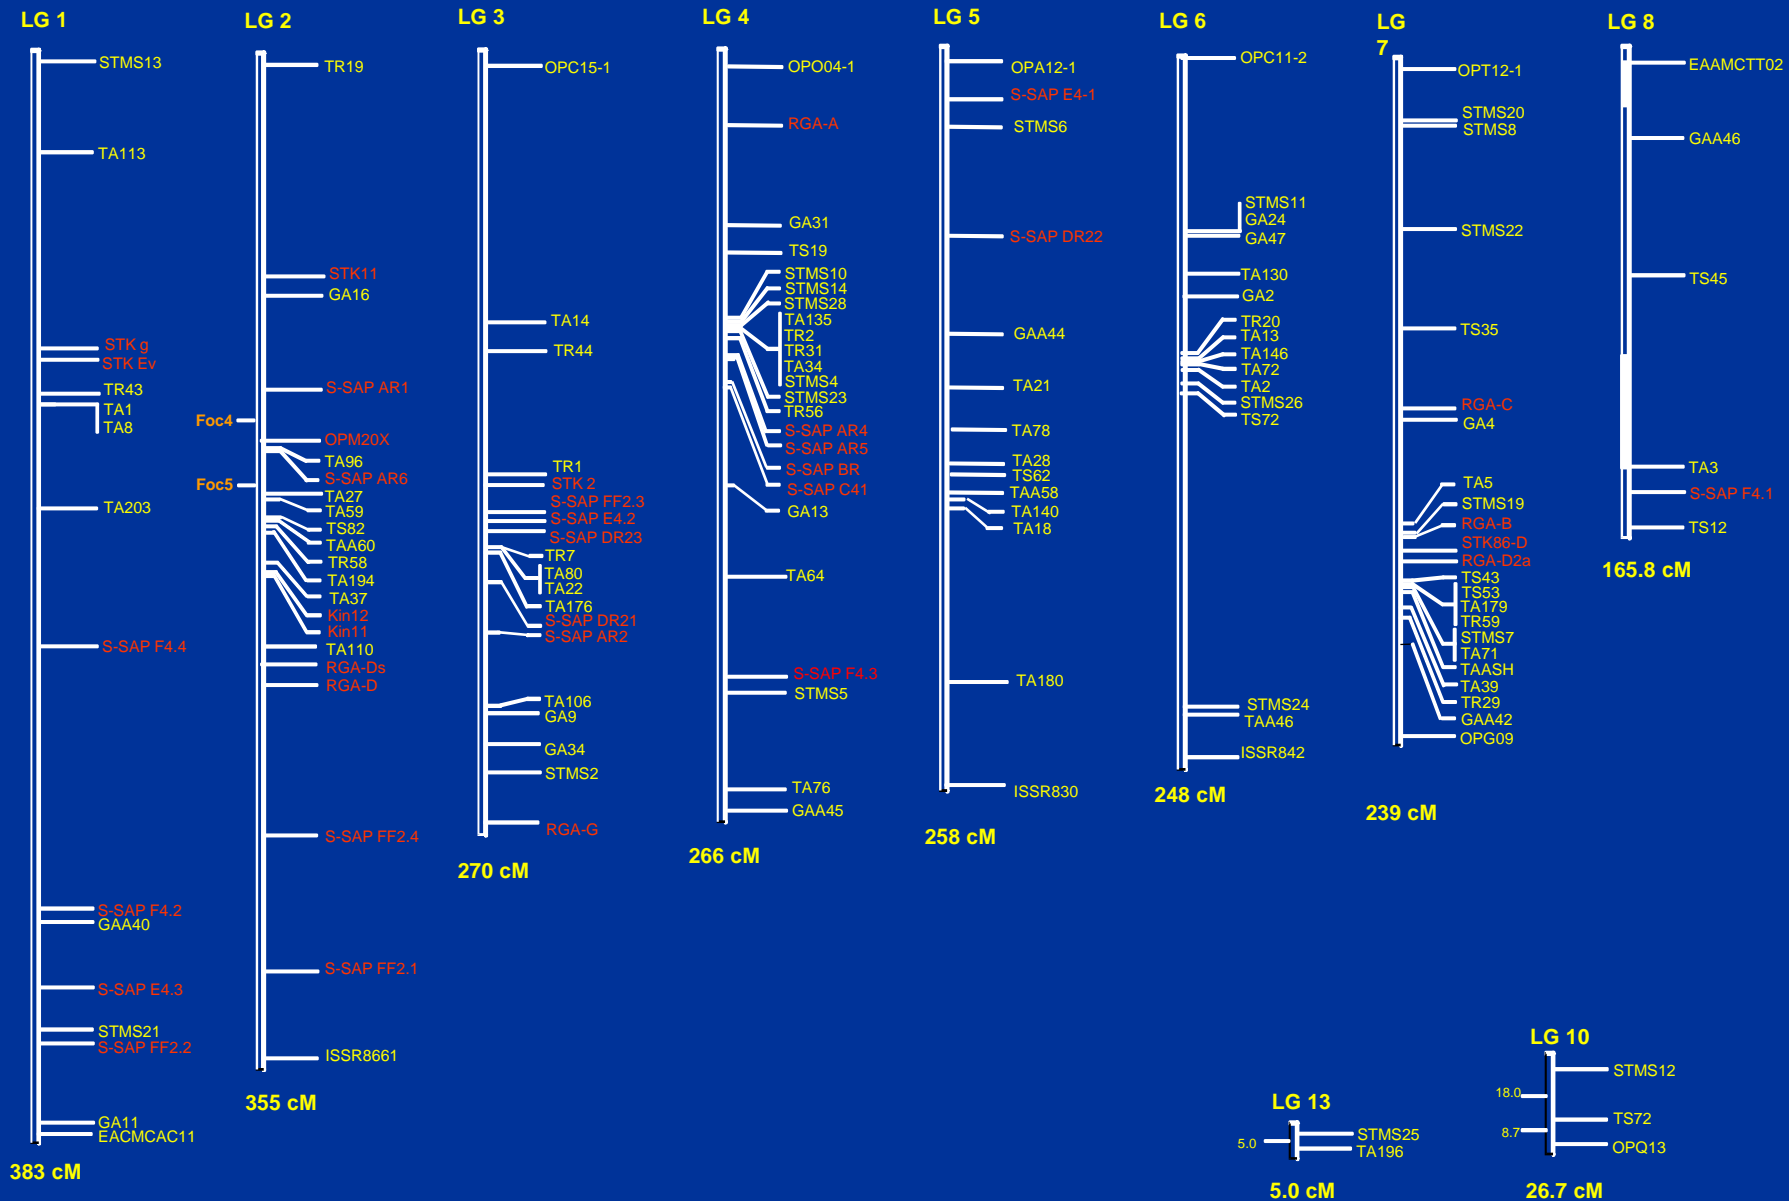 LG 1
STMS13
TA113
STK g
STK Ev
TR43
TA1
TA8
TA203
S-SAP F4.4
S-SAP F4.2
GAA40
S-SAP E4.3
STMS21
S-SAP FF2.2
GA11
EACMCAC11
383 cM
LG 2
TR19
STK11
GA16
S-SAP AR1
Foc4
OPM20X
TA96
S-SAP AR6
Foc5
TA27
TA59
TS82
TAA60
TR58
TA194
TA37
Kin12
Kin11
TA110
RGA-Ds
RGA-D
S-SAP FF2.4
S-SAP FF2.1
ISSR8661
355 cM
LG 3
OPC15-1
TA14
TR44
TR1
STK 2
S-SAP FF2.3
S-SAP E4.2
S-SAP DR23
TR7
TA80
TA22
TA176
S-SAP DR21
S-SAP AR2
TA106
GA9
GA34
STMS2
RGA-G
270 cM
LG 4
OPO04-1
RGA-A
GA31
TS19
STMS10
STMS14
STMS28
TA135
TR2
TR31
TA34
STMS4
STMS23
TR56
S-SAP AR4
S-SAP AR5
S-SAP BR
S-SAP C41
GA13
TA64
S-SAP F4.3
STMS5
TA76
GAA45
266 cM
LG 5
OPA12-1
S-SAP E4-1
STMS6
S-SAP DR22
GAA44
TA21
TA78
TA28
TS62
TAA58
TA140
TA18
TA180
ISSR830
258 cM
LG 6
OPC11-2
STMS11
GA24
GA47
TA130
GA2
TR20
TA13
TA146
TA72
TA2
STMS26
TS72
STMS24
TAA46
ISSR842
248 cM
LG
7
OPT12-1
STMS20
STMS8
STMS22
TS35
RGA-C
GA4
TA5
STMS19
RGA-B
STK86-D
RGA-D2a
TS43
TS53
TA179
TR59
STMS7
TA71
TAASH
TA39
TR29
GAA42
OPG09
239 cM
LG 8
EAAMCTT02
GAA46
TS45
TA3
S-SAP F4.1
TS12
165.8 cM
LG 13
5.0
STMS25
TA196
5.0 cM
LG 10
STMS12
18.0
TS72
8.7
OPQ13
26.7 cM